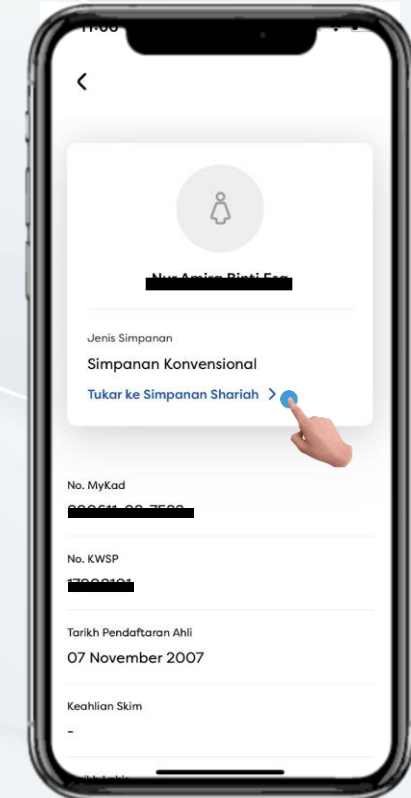 Jenis Simpanan
Simpanan Konvensional
Tukar ke Simpanan Shariah >
No. MyKad
No. KWSP
Tarikh Pendaftaran Ahli
07 November 2007
Keahlian Skim
-